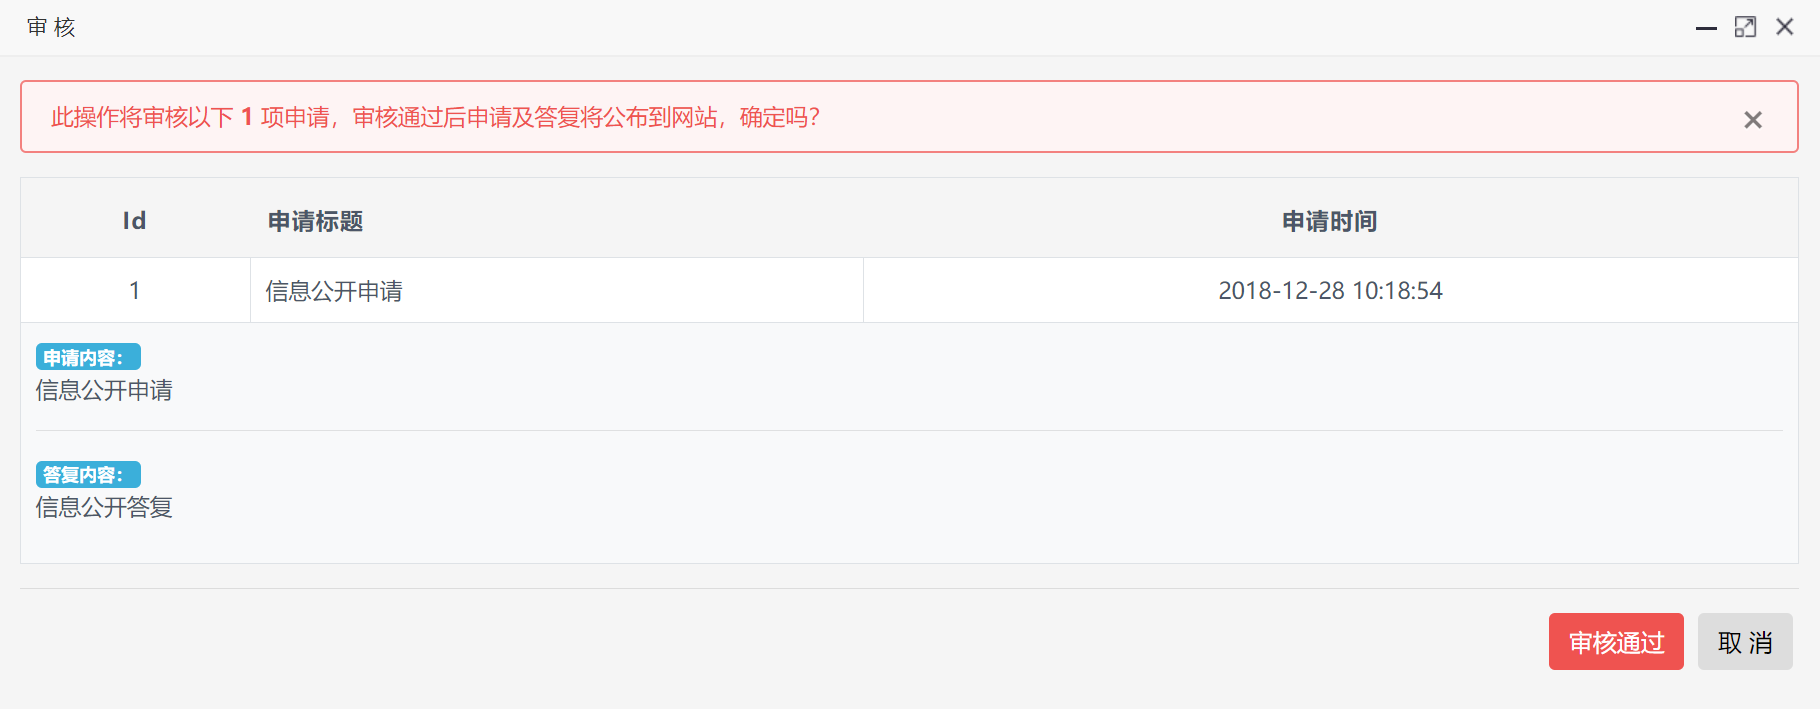 审 核
此操作将审核以下 1 项申请，审核通过后申请及答复将公布到网站，确定吗？
Id 申请标题 申请时间
1 信息公开申请 2018-12-28 10:18:54
申请内容：
信息公开申请
答复内容：
信息公开答复
审核通过 取 消